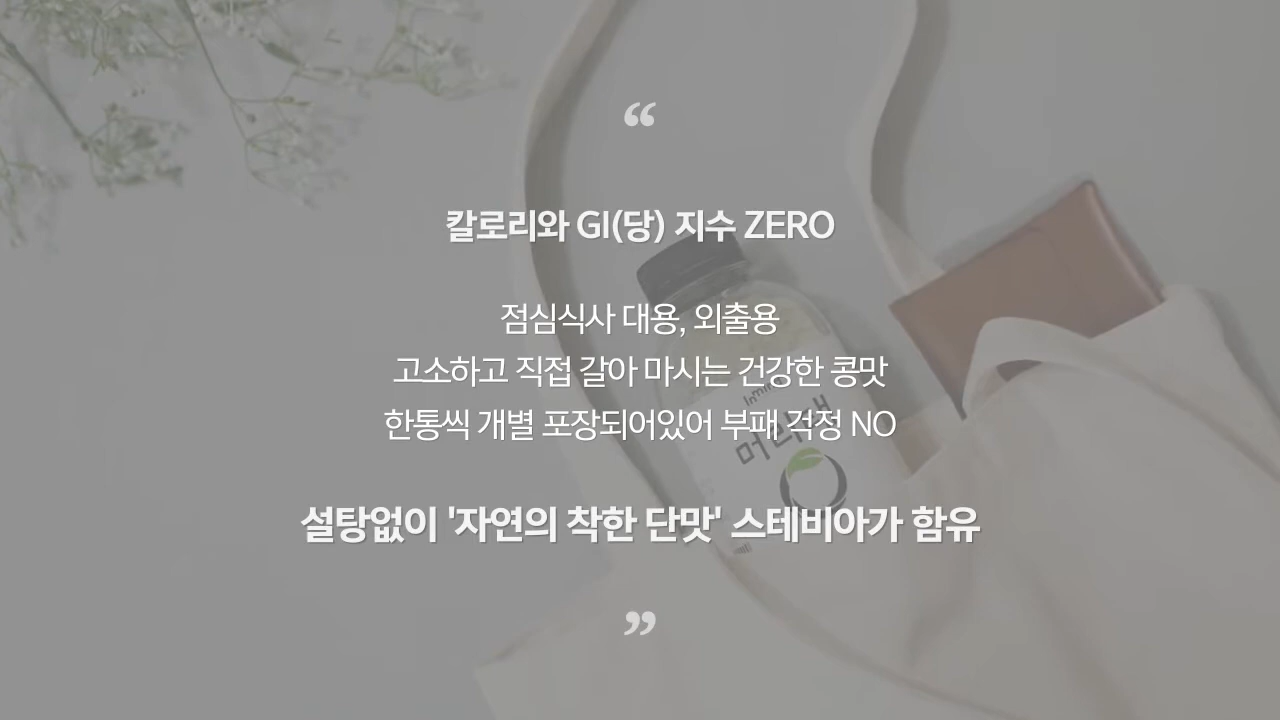 “
칼로리와 GI(당) 지수 ZERO
점심식사 대용, 외출용
고소하고 직접 갈아 마시는 건강한 콩맛
한통씩 개별 포장되어있어 부패 걱정 NO
설탕없이 '자연의 착한 단맛' 스테비아가 함유
”